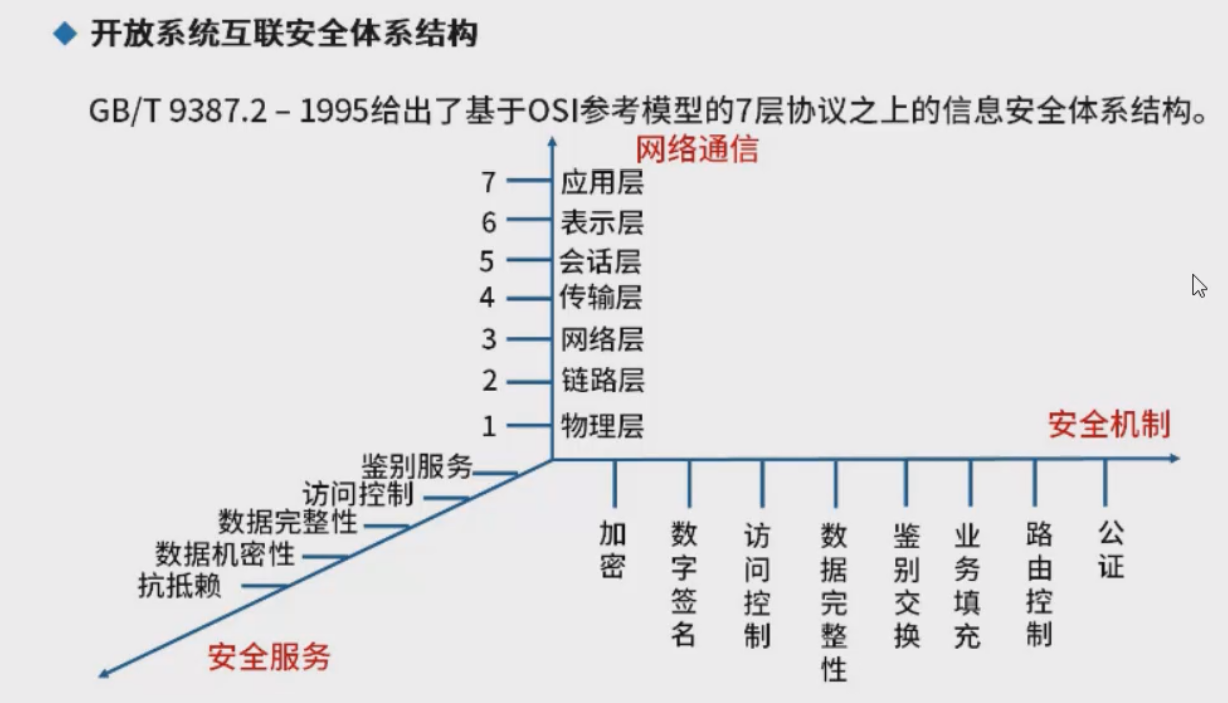 开放系统互联安全体系结构
GB/T 9387.2 – 1995给出了基于OSI参考模型的7层协议之上的信息安全体系结构。
网络通信
7 应用层
6 表示层
5 会话层
4 传输层
3 网络层
2 链路层
1 物理层
安全机制
鉴别服务
访问控制
数据完整性
数据机密性
抗抵赖
安全服务
加密
数字签名
访问控制
数据完整性
鉴别交换
业务填充
路由控制
公证